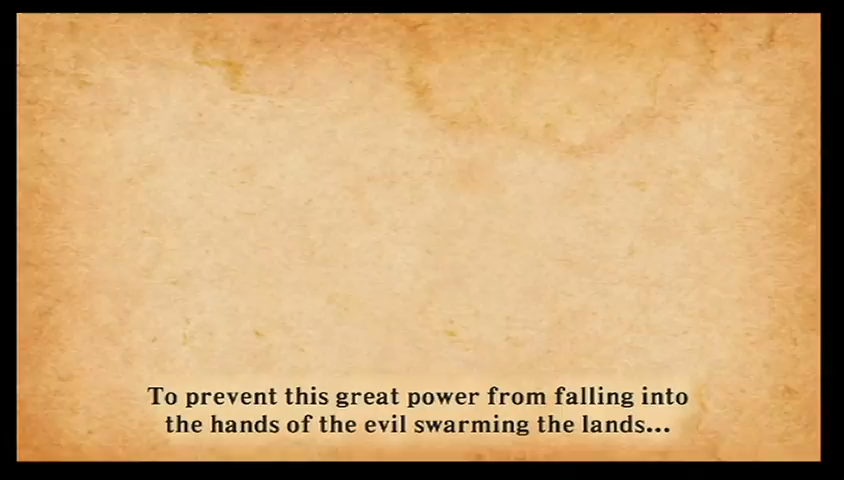 To prevent this great power from falling into
the hands of the evil swarming the lands...